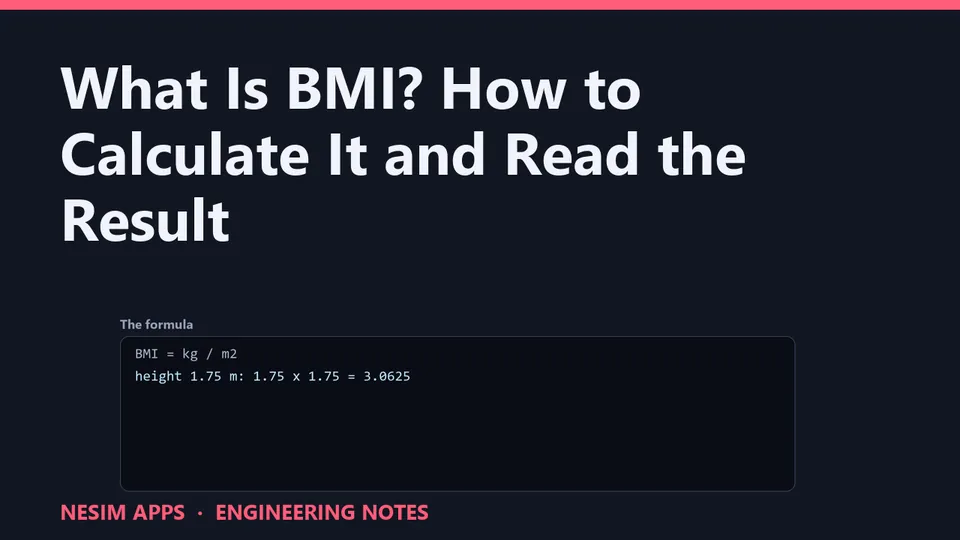 What Is BMI? How to
Calculate It and Read the
Result
The formula
BMI = kg / m2
height 1.75 m: 1.75 x 1.75 = 3.0625
NESIM APPS · ENGINEERING NOTES